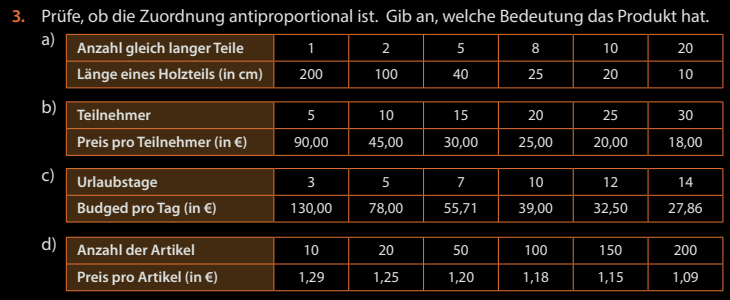 3. Prüfe, ob die Zuordnung antiproportional ist. Gib an, welche Bedeutung das Produkt hat.
a)
Anzahl gleich langer Teile 1 2 5 8 10 20
Länge eines Holzteils (in cm) 200 100 40 25 20 10
b)
Teilnehmer 5 10 15 20 25 30
Preis pro Teilnehmer (in €) 90,00 45,00 30,00 25,00 20,00 18,00
c)
Urlaubstage 3 5 7 10 12 14
Budged pro Tag (in €) 130,00 78,00 55,71 39,00 32,50 27,86
d)
Anzahl der Artikel 10 20 50 100 150 200
Preis pro Artikel (in €) 1,29 1,25 1,20 1,18 1,15 1,09